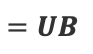 = UB